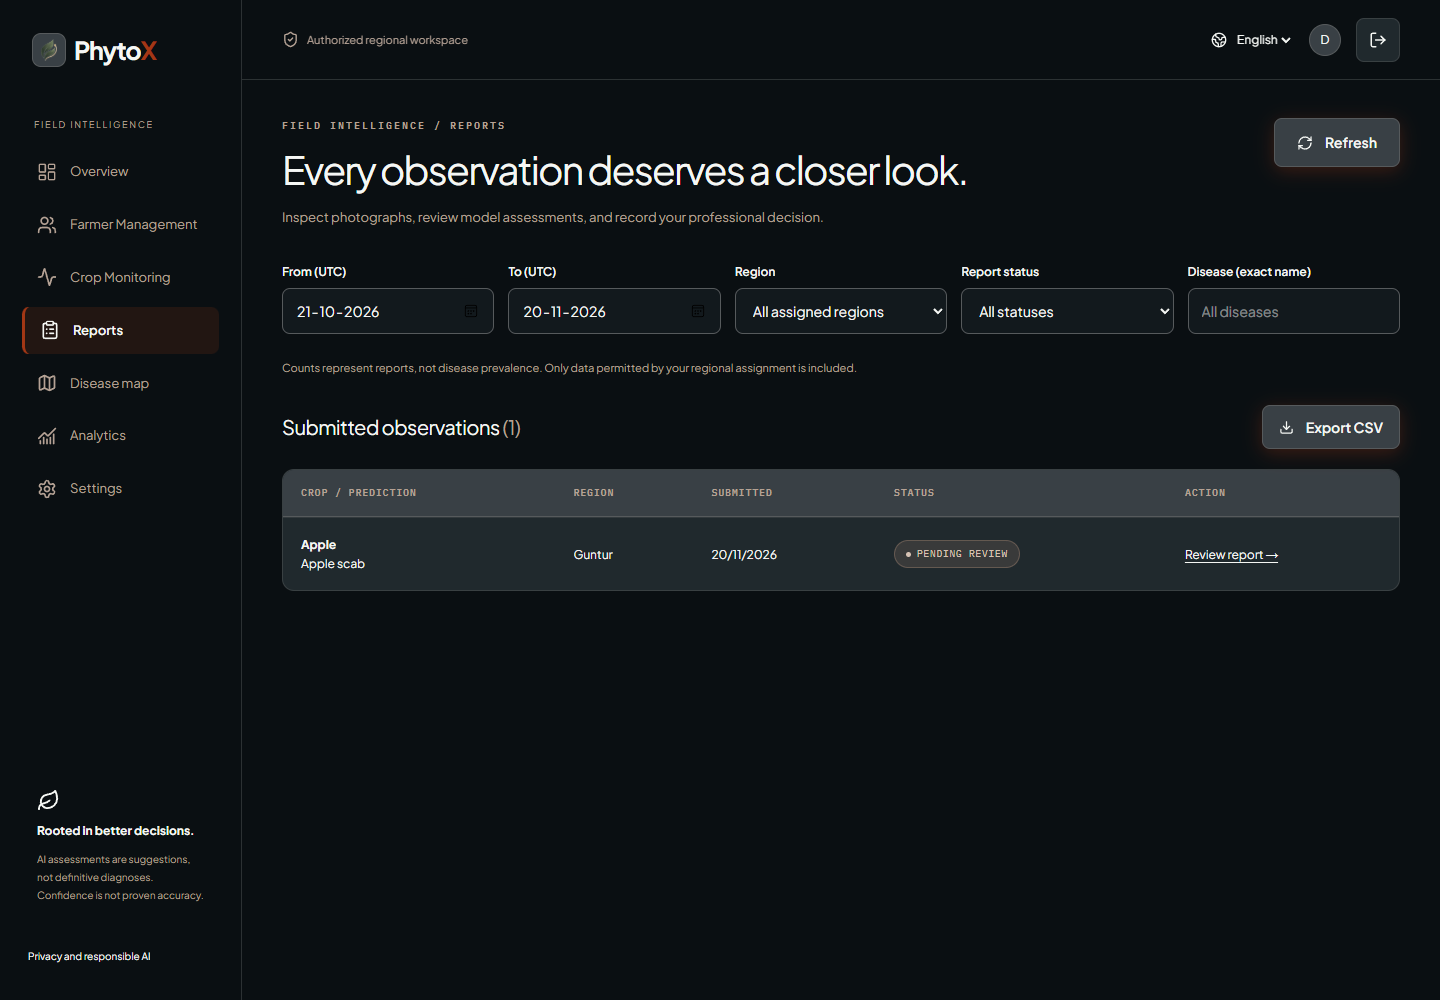 PhytoX
Authorized regional workspace
English
D
FIELD INTELLIGENCE
Overview
Farmer Management
Crop Monitoring
Reports
Disease map
Analytics
Settings
Rooted in better decisions.
AI assessments are suggestions,
not definitive diagnoses.
Confidence is not proven accuracy.
Privacy and responsible AI
FIELD INTELLIGENCE / REPORTS
Every observation deserves a closer look.
Inspect photographs, review model assessments, and record your professional decision.
Refresh
From (UTC) To (UTC) Region Report status Disease (exact name)
21-10-2026 20-11-2026 All assigned regions All statuses All diseases
Counts represent reports, not disease prevalence. Only data permitted by your regional assignment is included.
Submitted observations (1)
Export CSV
CROP / PREDICTION REGION SUBMITTED STATUS ACTION
Apple
Apple scab Guntur 20/11/2026 PENDING REVIEW Review report →